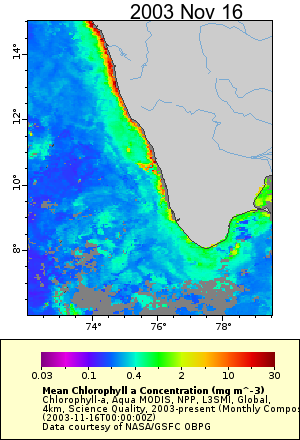 2003 Nov 16
14°
12°
10°
8°
74° 76° 78°
0.03 0.1 0.4 2 10 30
Mean Chlorophyll a Concentration (mg m^-3)
Chlorophyll-a, Aqua MODIS, NPP, L3SMI, Global,
4km, Science Quality, 2003-present (Monthly Compos
(2003-11-16T00:00:00Z)
Data courtesy of NASA/GSFC OBPG